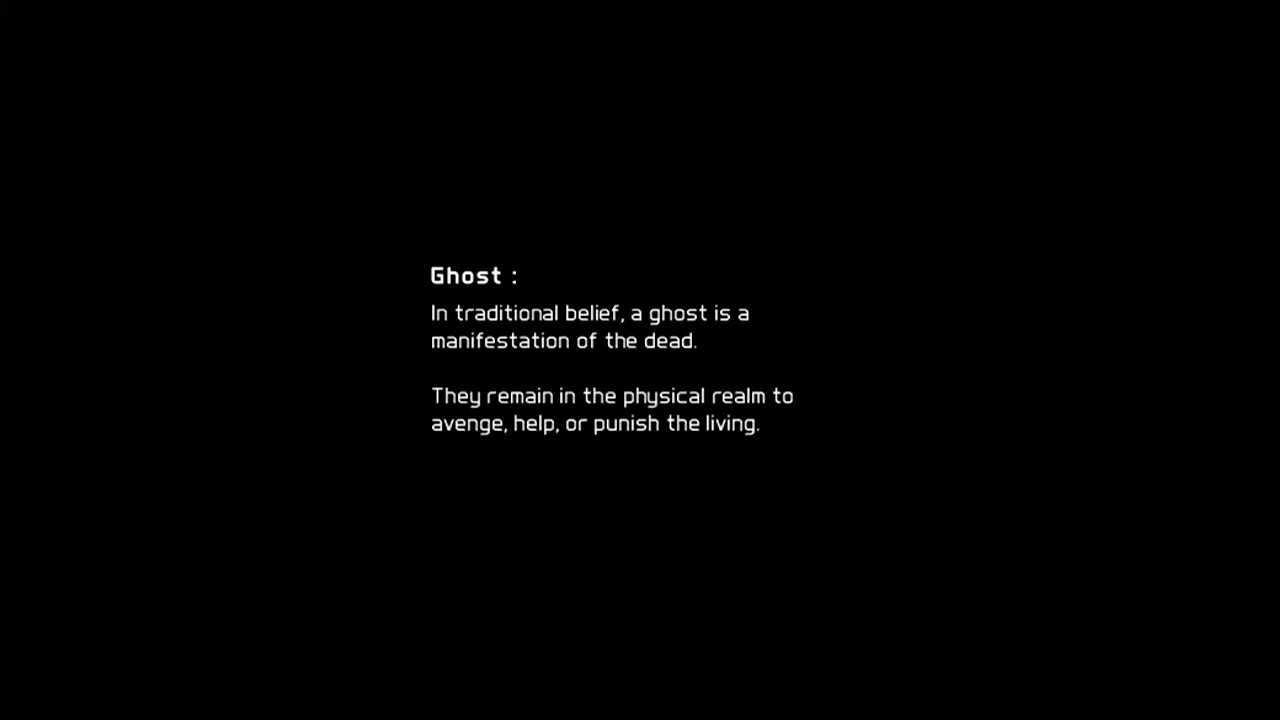 Ghost :
In traditional belief, a ghost is a
manifestation of the dead.
They remain in the physical realm to
avenge, help, or punish the living.